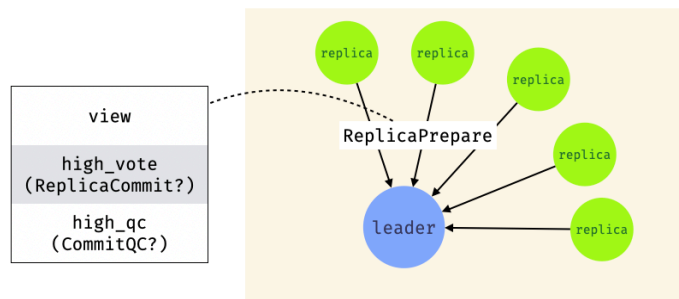 view
high_vote
(ReplicaCommit?)
high_qc
(CommitQC?)
replica
replica
replica
ReplicaPrepare
replica
leader
replica